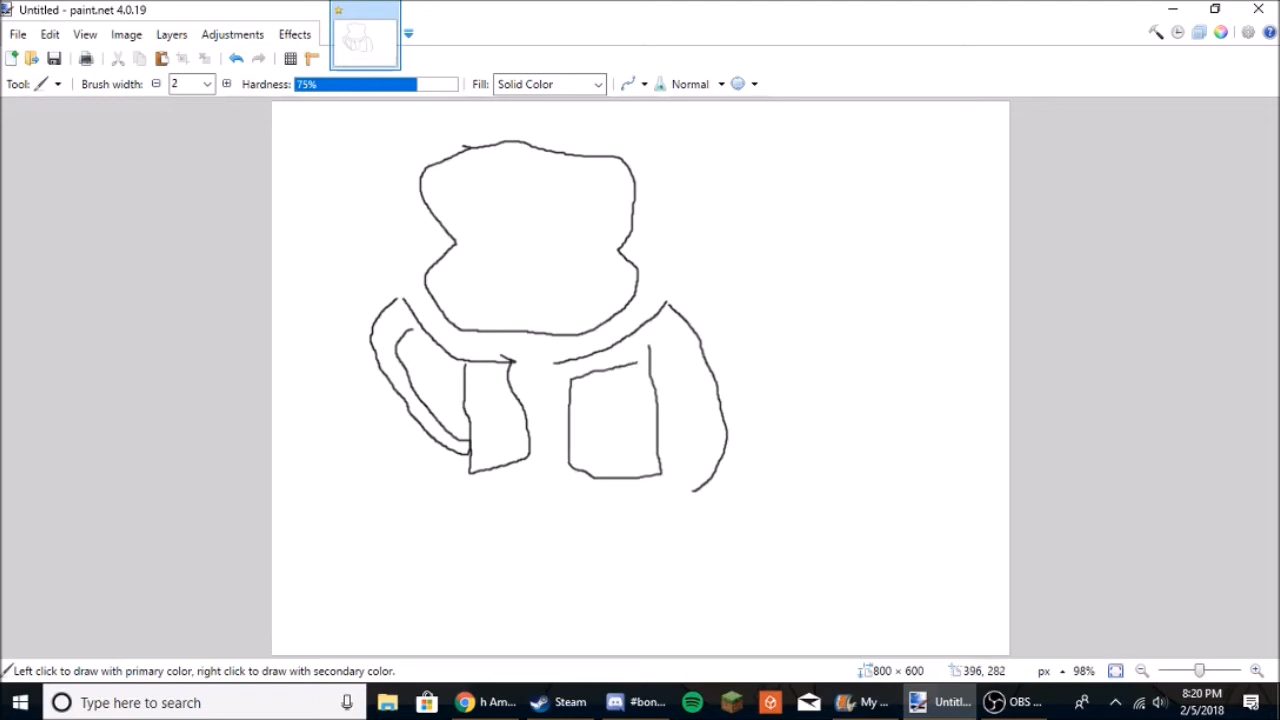 Untitled - paint.net 4.0.19
File Edit View Image Layers Adjustments Effects
Tool: Brush width: 2 Hardness: 75% Fill: Solid Color Normal
Left click to draw with primary color, right click to draw with secondary color. 800 × 600 396, 282 px 98%
Type here to search h Am... Steam #bon... My ... Untitl... OBS ... 8:20 PM
2/5/2018